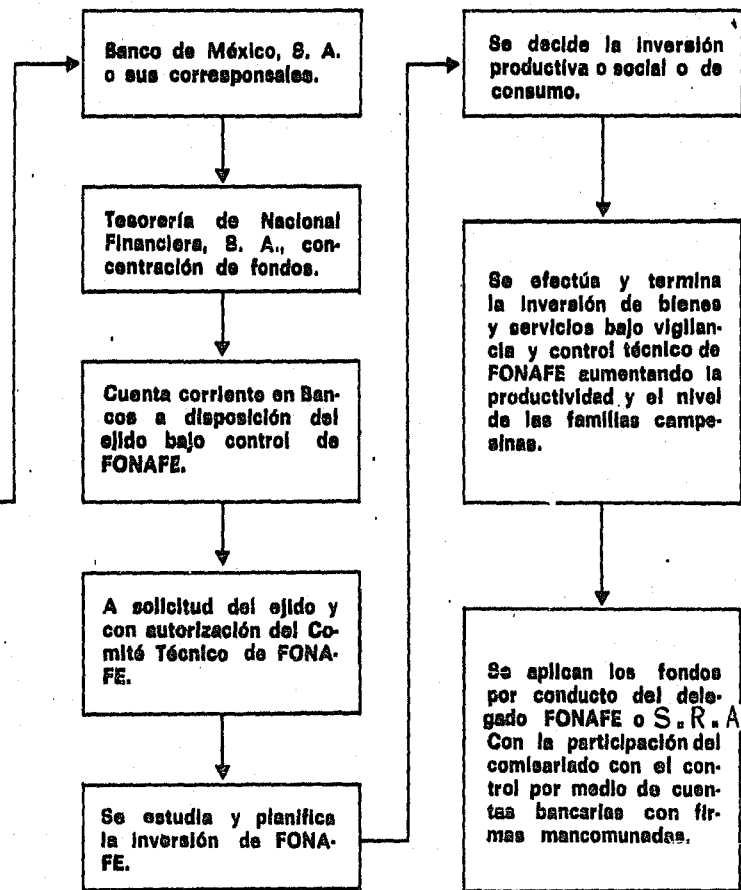 Banco de México, S. A.
o sus corresponsales.
Tesorería de Nacional
Financiera, S. A., con-
centración de fondos.
Cuenta corriente en Ban-
cos a disposición del
ejido bajo control de
FONAFE.
A solicitud del ejido y
con autorización del Co-
mité Técnico de FONA-
FE.
Se estudia y planifica
la inversión de FONA-
FE.
Se decide la inversión
productiva o social o de
consumo.
Se efectúa y termina
la inversión de bienes
y servicios bajo vigilan-
cia y control técnico de
FONAFE aumentando la
productividad y el nivel
de las familias campe-
sinas.
Se aplican los fondos
por conducto del dele-
gado FONAFE o S.R.A
Con la participación del
comisariado con el con-
trol por medio de cuen-
tas bancarias con fir-
mas mancomunadas.